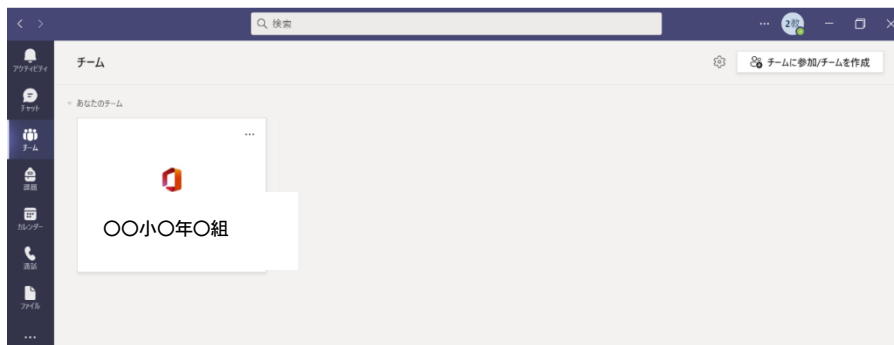 検索
2教
アクティビティ
チーム
チームに参加/チームを作成
チャット
あなたのチーム
チーム
課題
〇〇小〇年〇組
カレンダー
通話
ファイル